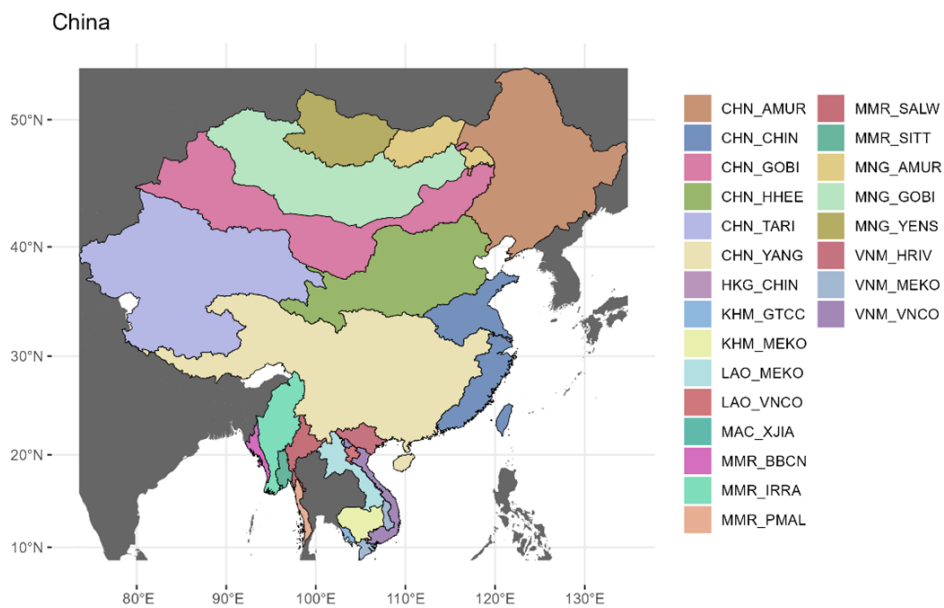 China
50°N
40°N
30°N
20°N
10°N
80°E
90°E
100°E
110°E
120°E
130°E
CHN_AMUR
CHN_CHIN
CHN_GOBI
CHN_HHEE
CHN_TARI
CHN_YANG
HKG_CHIN
KHM_GTCC
KHM_MEKO
LAO_MEKO
LAO_VNCO
MAC_XJIA
MMR_BBCN
MMR_IRRA
MMR_PMAL
MMR_SALW
MMR_SITT
MNG_AMUR
MNG_GOBI
MNG_YENS
VNM_HRIV
VNM_MEKO
VNM_VNCO